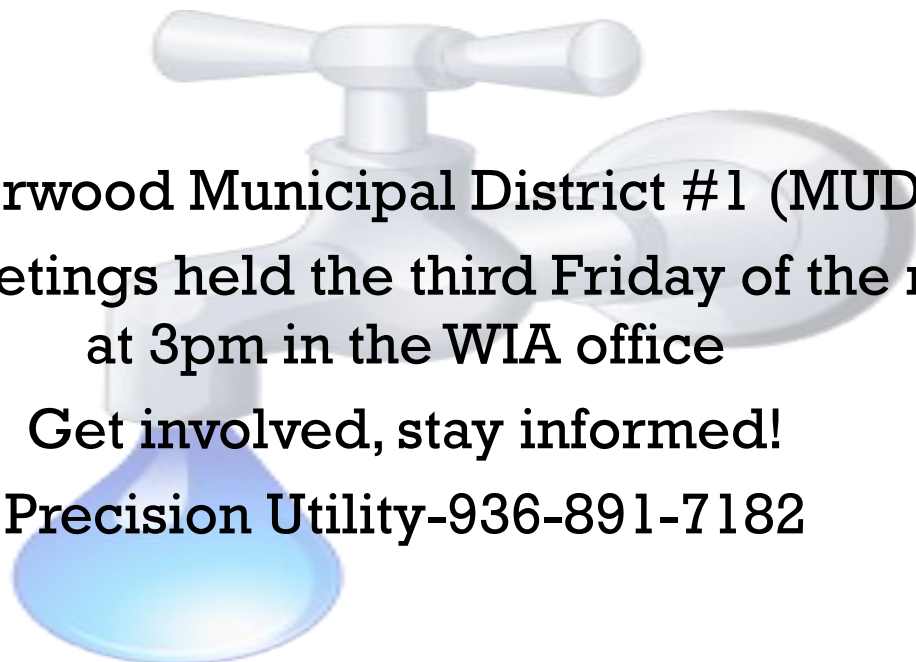 rwood Municipal District #1 (MUD
etings held the third Friday of the
at 3pm in the WIA office
Get involved, stay informed!
Precision Utility-936-891-7182